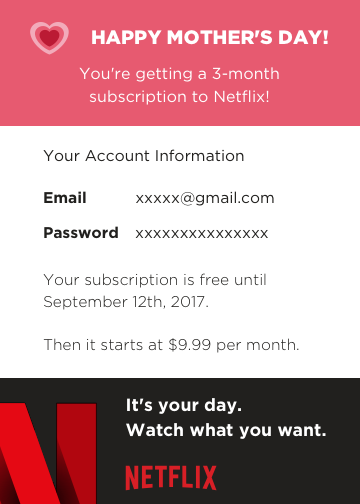 HAPPY MOTHER'S DAY!
You're getting a 3-month
subscription to Netflix!
Your Account Information
Email xxxxx@gmail.com
Password xxxxxxxxxxxxxxx
Your subscription is free until
September 12th, 2017.
Then it starts at $9.99 per month.
It's your day.
Watch what you want.
NETFLIX